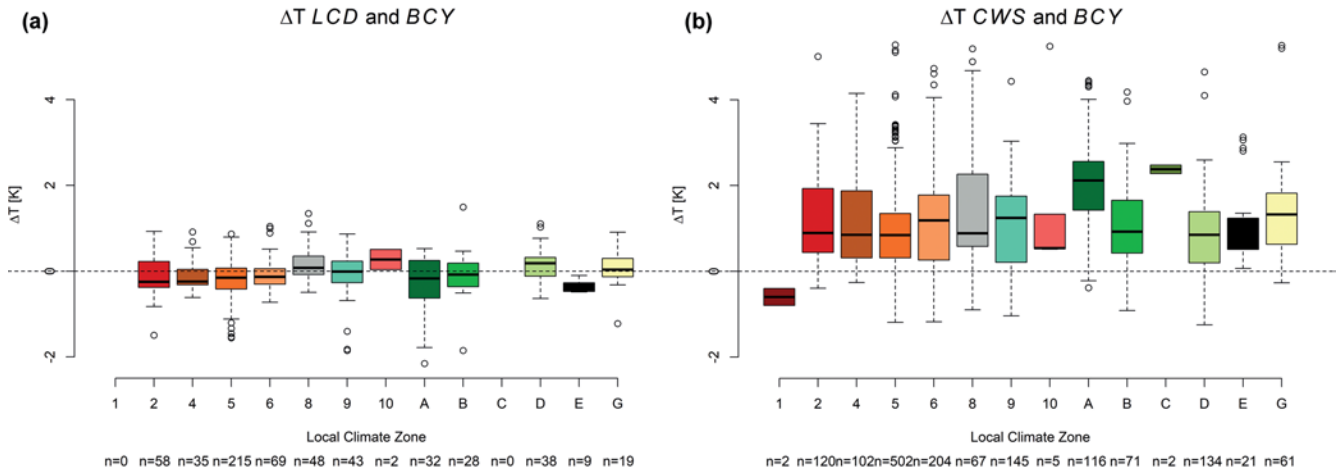 (a)
ΔT LCD and BCY
ΔT [K]
4
2
0
-2
1 2 4 5 6 8 9 10 A B C D E G
Local Climate Zone
n=0 n=58 n=35 n=215 n=69 n=48 n=43 n=2 n=32 n=28 n=0 n=38 n=9 n=19
(b)
ΔT CWS and BCY
ΔT [K]
4
2
0
-2
1 2 4 5 6 8 9 10 A B C D E G
Local Climate Zone
n=2 n=120 n=102 n=502 n=204 n=67 n=145 n=5 n=116 n=71 n=2 n=134 n=21 n=61